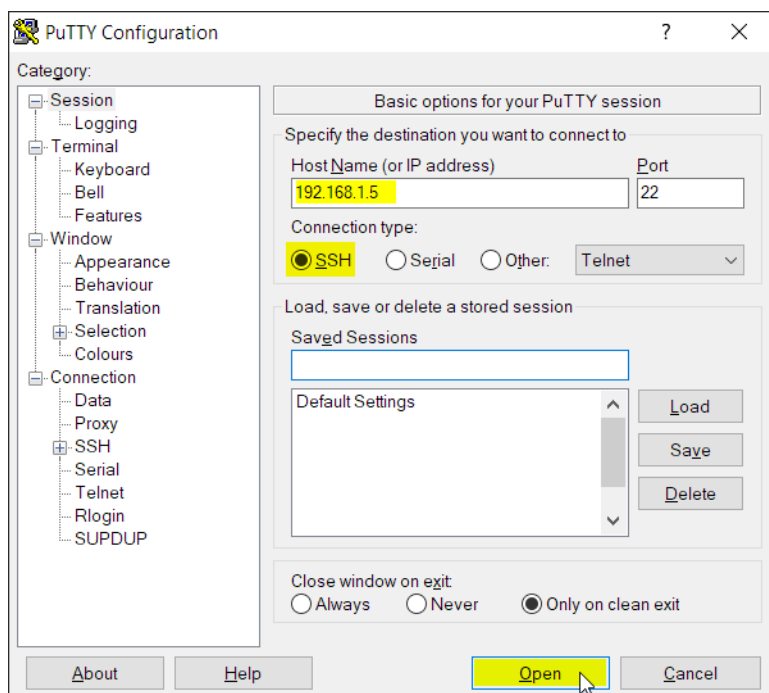 PuTTY Configuration
?
Category:
Session
Logging
Terminal
Keyboard
Bell
Features
Window
Appearance
Behaviour
Translation
Selection
Colours
Connection
Data
Proxy
SSH
Serial
Telnet
Rlogin
SUPDUP
Basic options for your PuTTY session
Specify the destination you want to connect to
Host Name (or IP address) Port
192.168.1.5 22
Connection type:
SSH Serial Other: Telnet
Load, save or delete a stored session
Saved Sessions
Default Settings
Load
Save
Delete
Close window on exit:
Always Never Only on clean exit
About Help Open Cancel